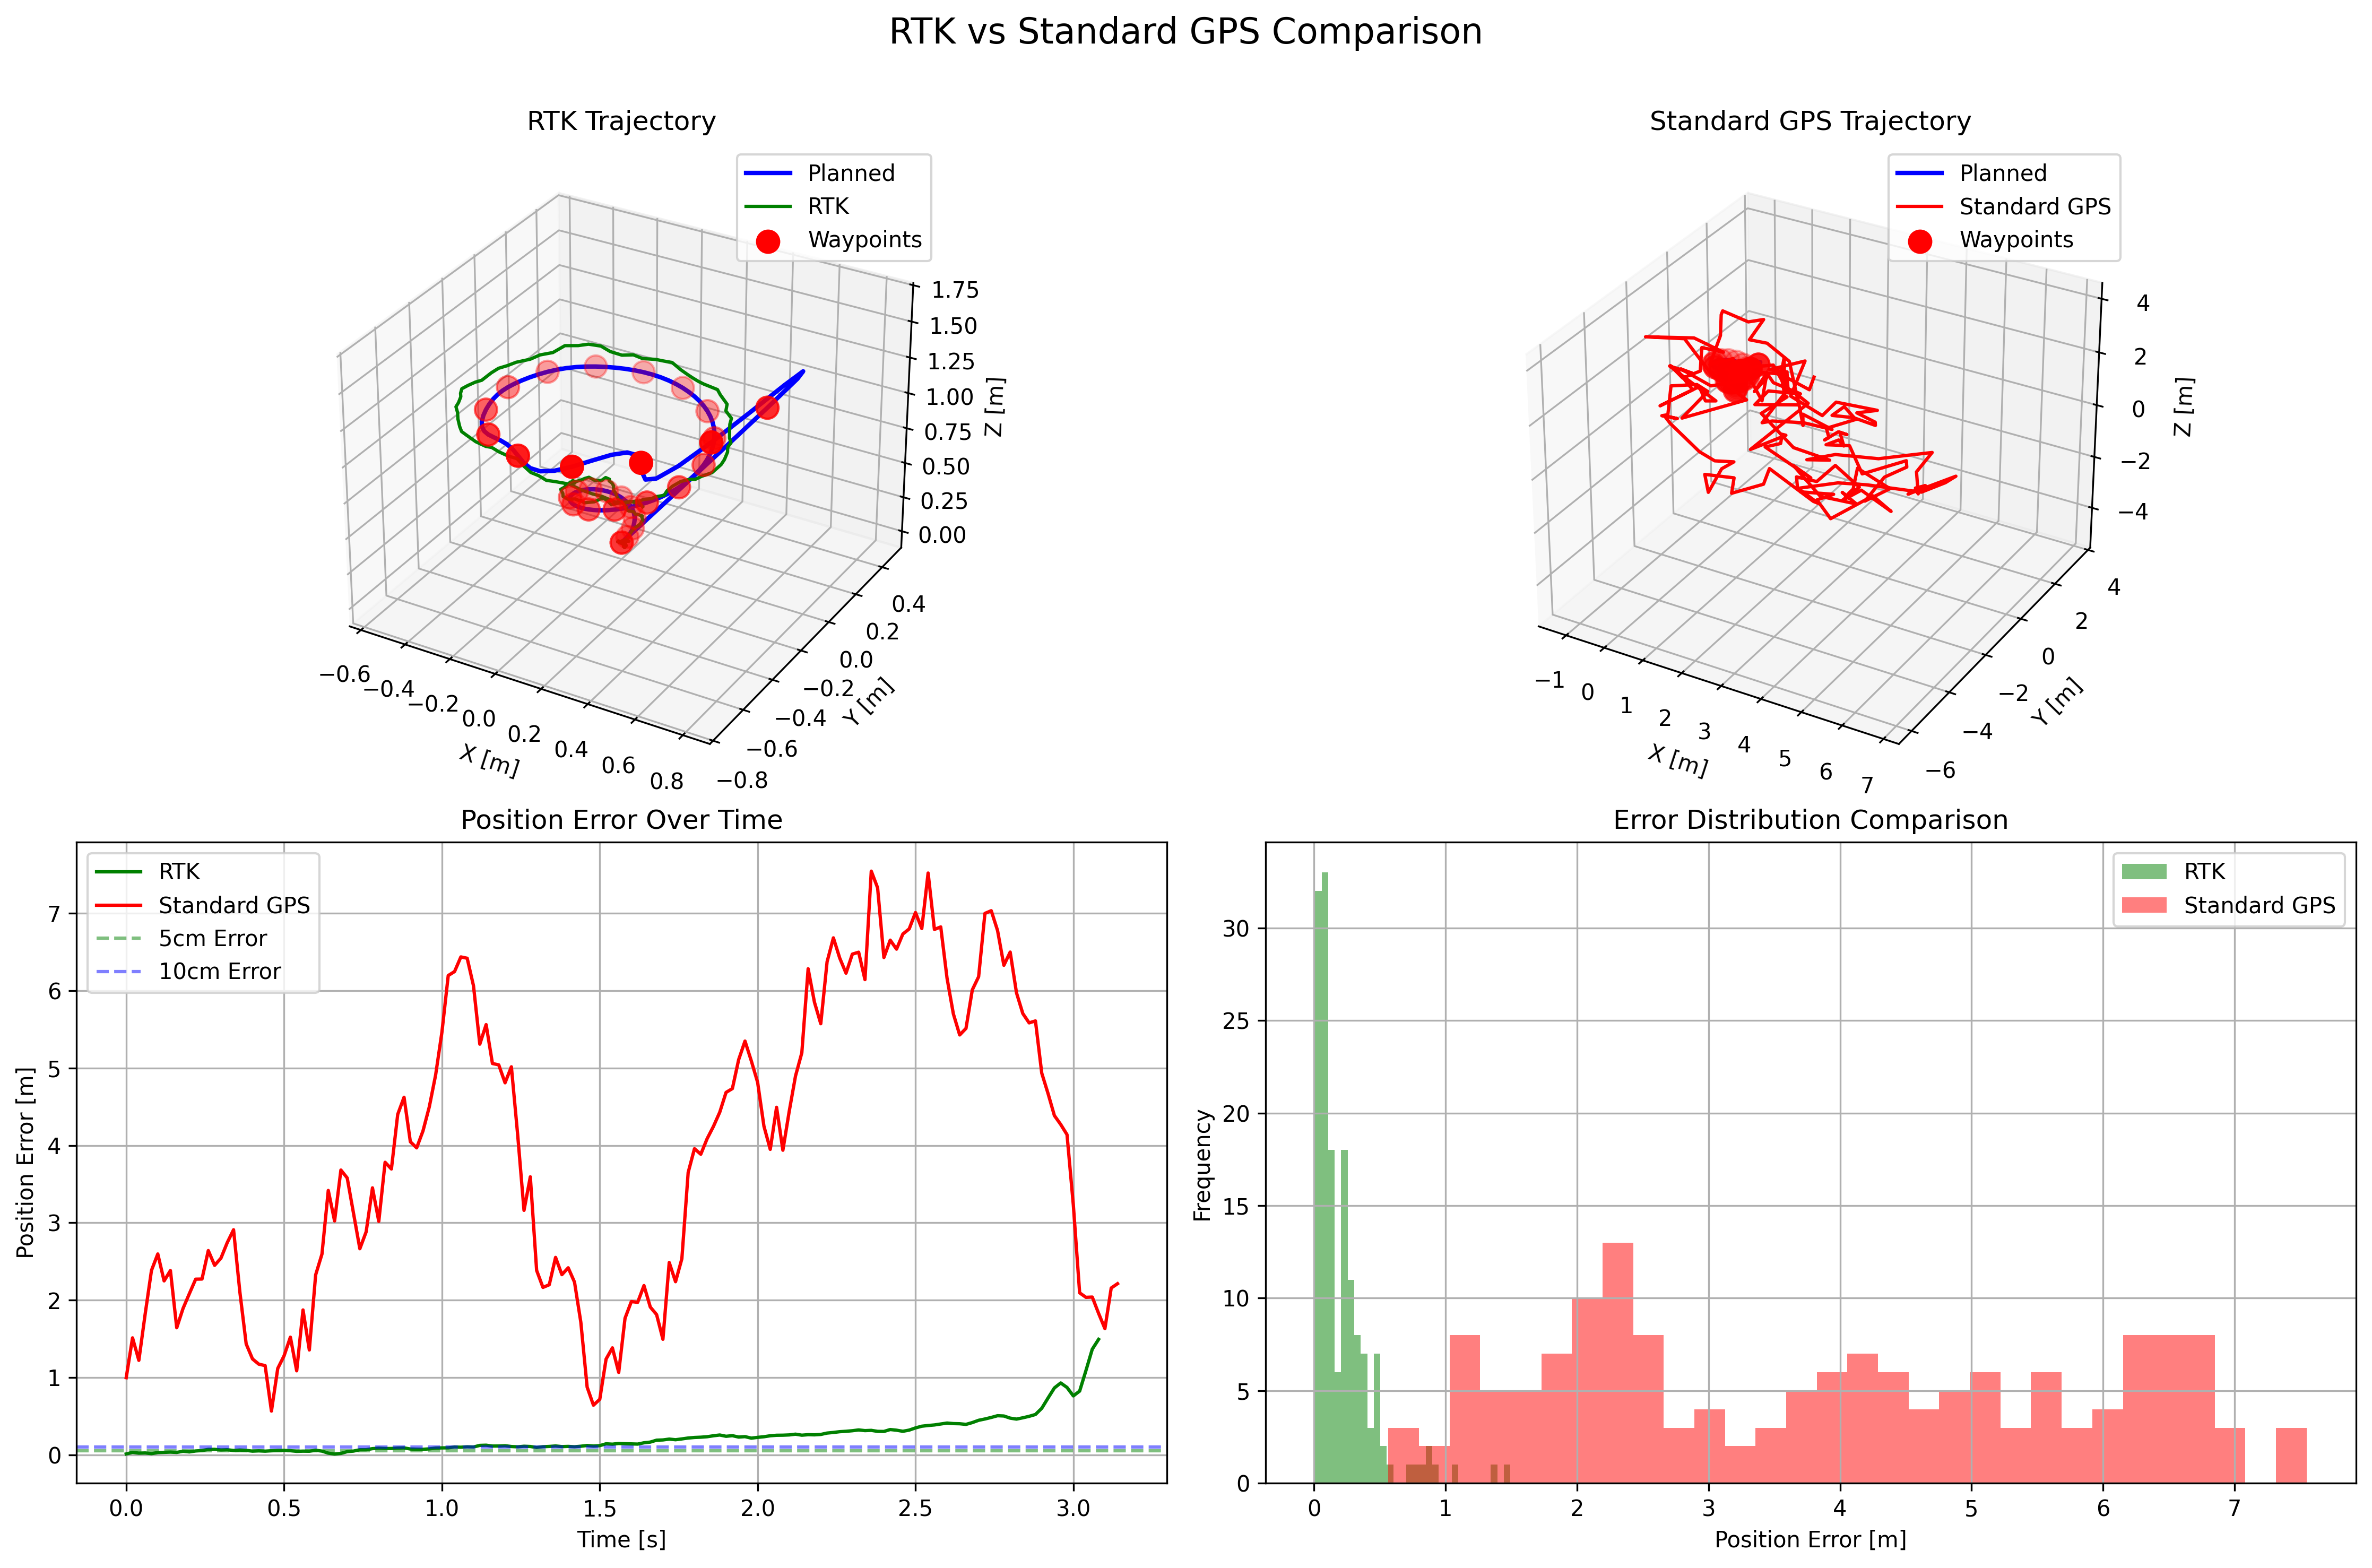 RTK vs Standard GPS Comparison
RTK Trajectory
Planned
RTK
Waypoints
1.75
1.50
1.25
1.00
0.75
0.50
0.25
0.00
Z [m]
0.4
0.2
0.0
−0.2
−0.4
−0.6
−0.8
Y [m]
−0.6
−0.4
−0.2
0.0
0.2
0.4
0.6
0.8
X [m]
Standard GPS Trajectory
Planned
Standard GPS
Waypoints
4
2
0
−2
−4
Z [m]
4
2
0
−2
−4
−6
Y [m]
−1
0
1
2
3
4
5
6
7
X [m]
Position Error Over Time
RTK
Standard GPS
5cm Error
10cm Error
7
6
5
4
3
2
1
0
Position Error [m]
0.0 0.5 1.0 1.5 2.0 2.5 3.0
Time [s]
Error Distribution Comparison
RTK
Standard GPS
30
25
20
15
10
5
0
Frequency
0 1 2 3 4 5 6 7
Position Error [m]